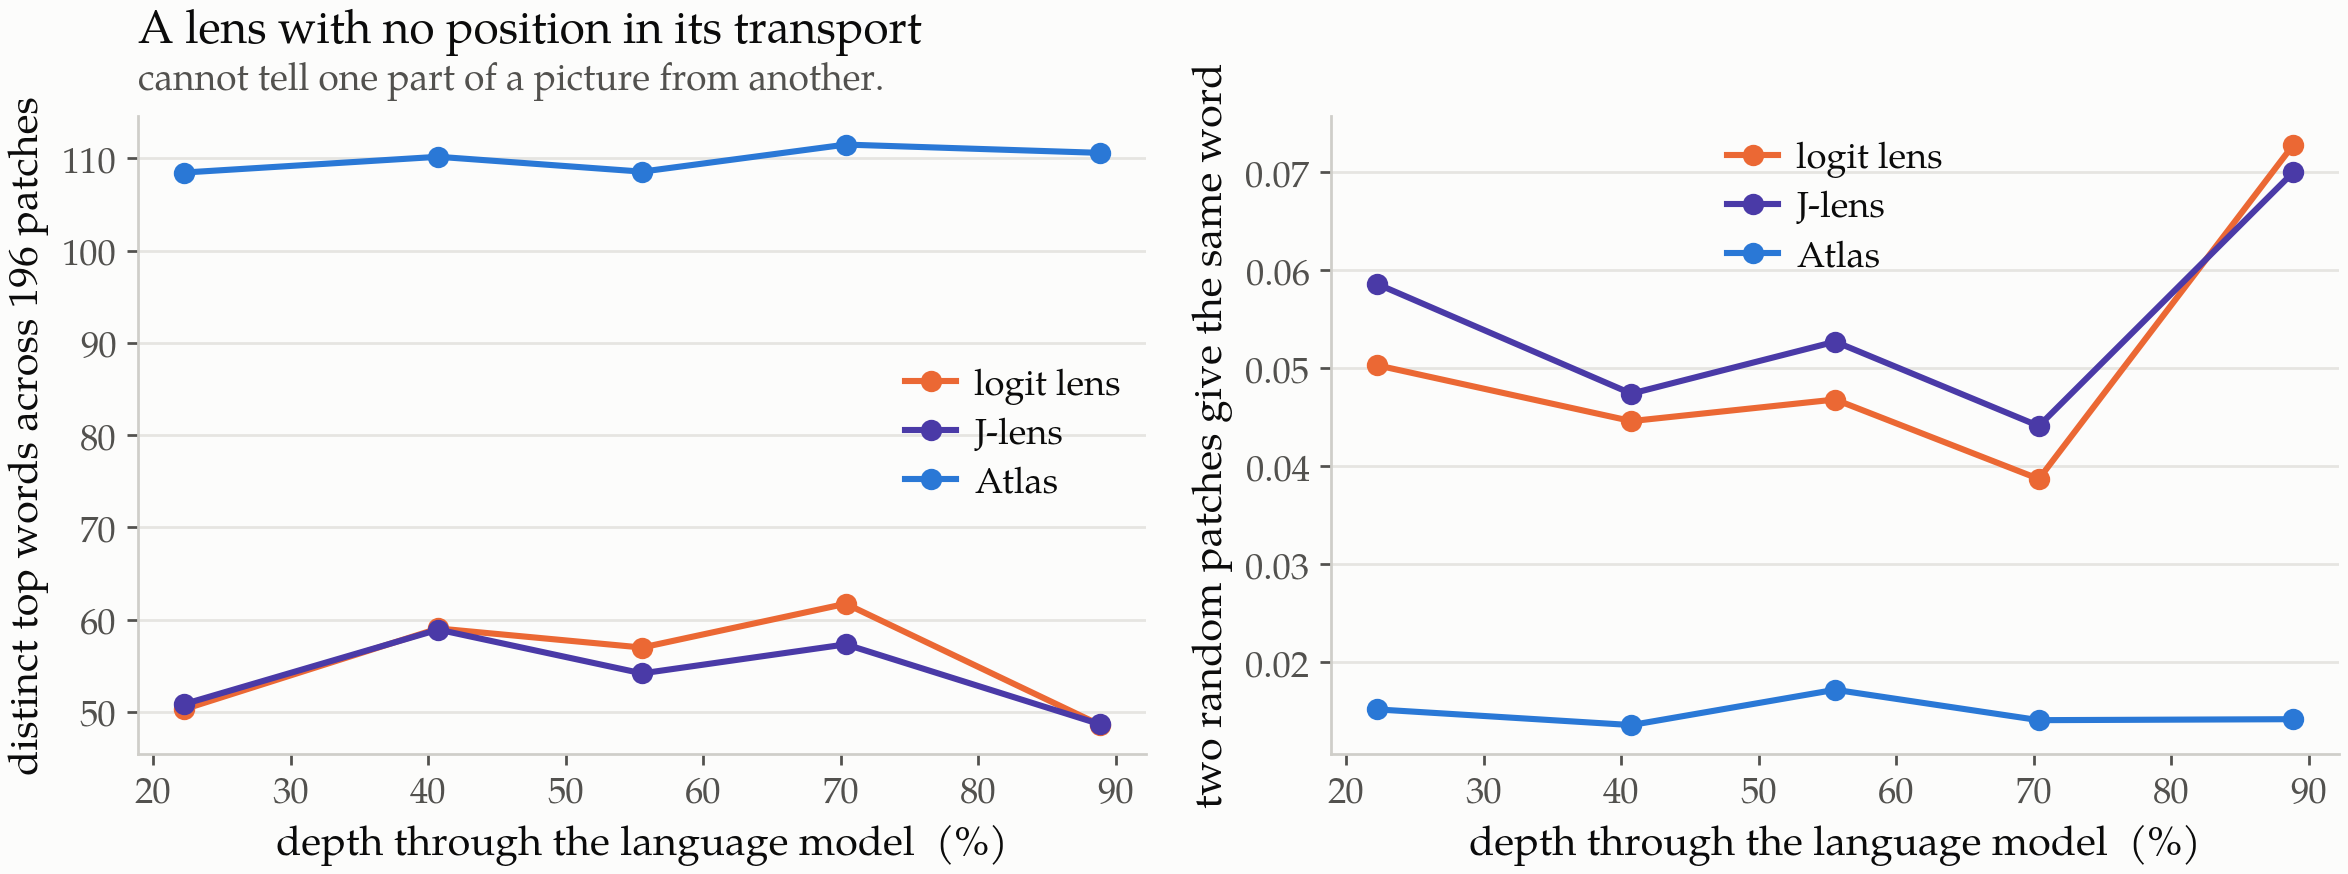 A lens with no position in its transport
cannot tell one part of a picture from another.
distinct top words across 196 patches
110
100
90
80
70
60
50
logit lens
J-lens
Atlas
20 30 40 50 60 70 80 90
depth through the language model (%)
two random patches give the same word
0.07
0.06
0.05
0.04
0.03
0.02
logit lens
J-lens
Atlas
20 30 40 50 60 70 80 90
depth through the language model (%)